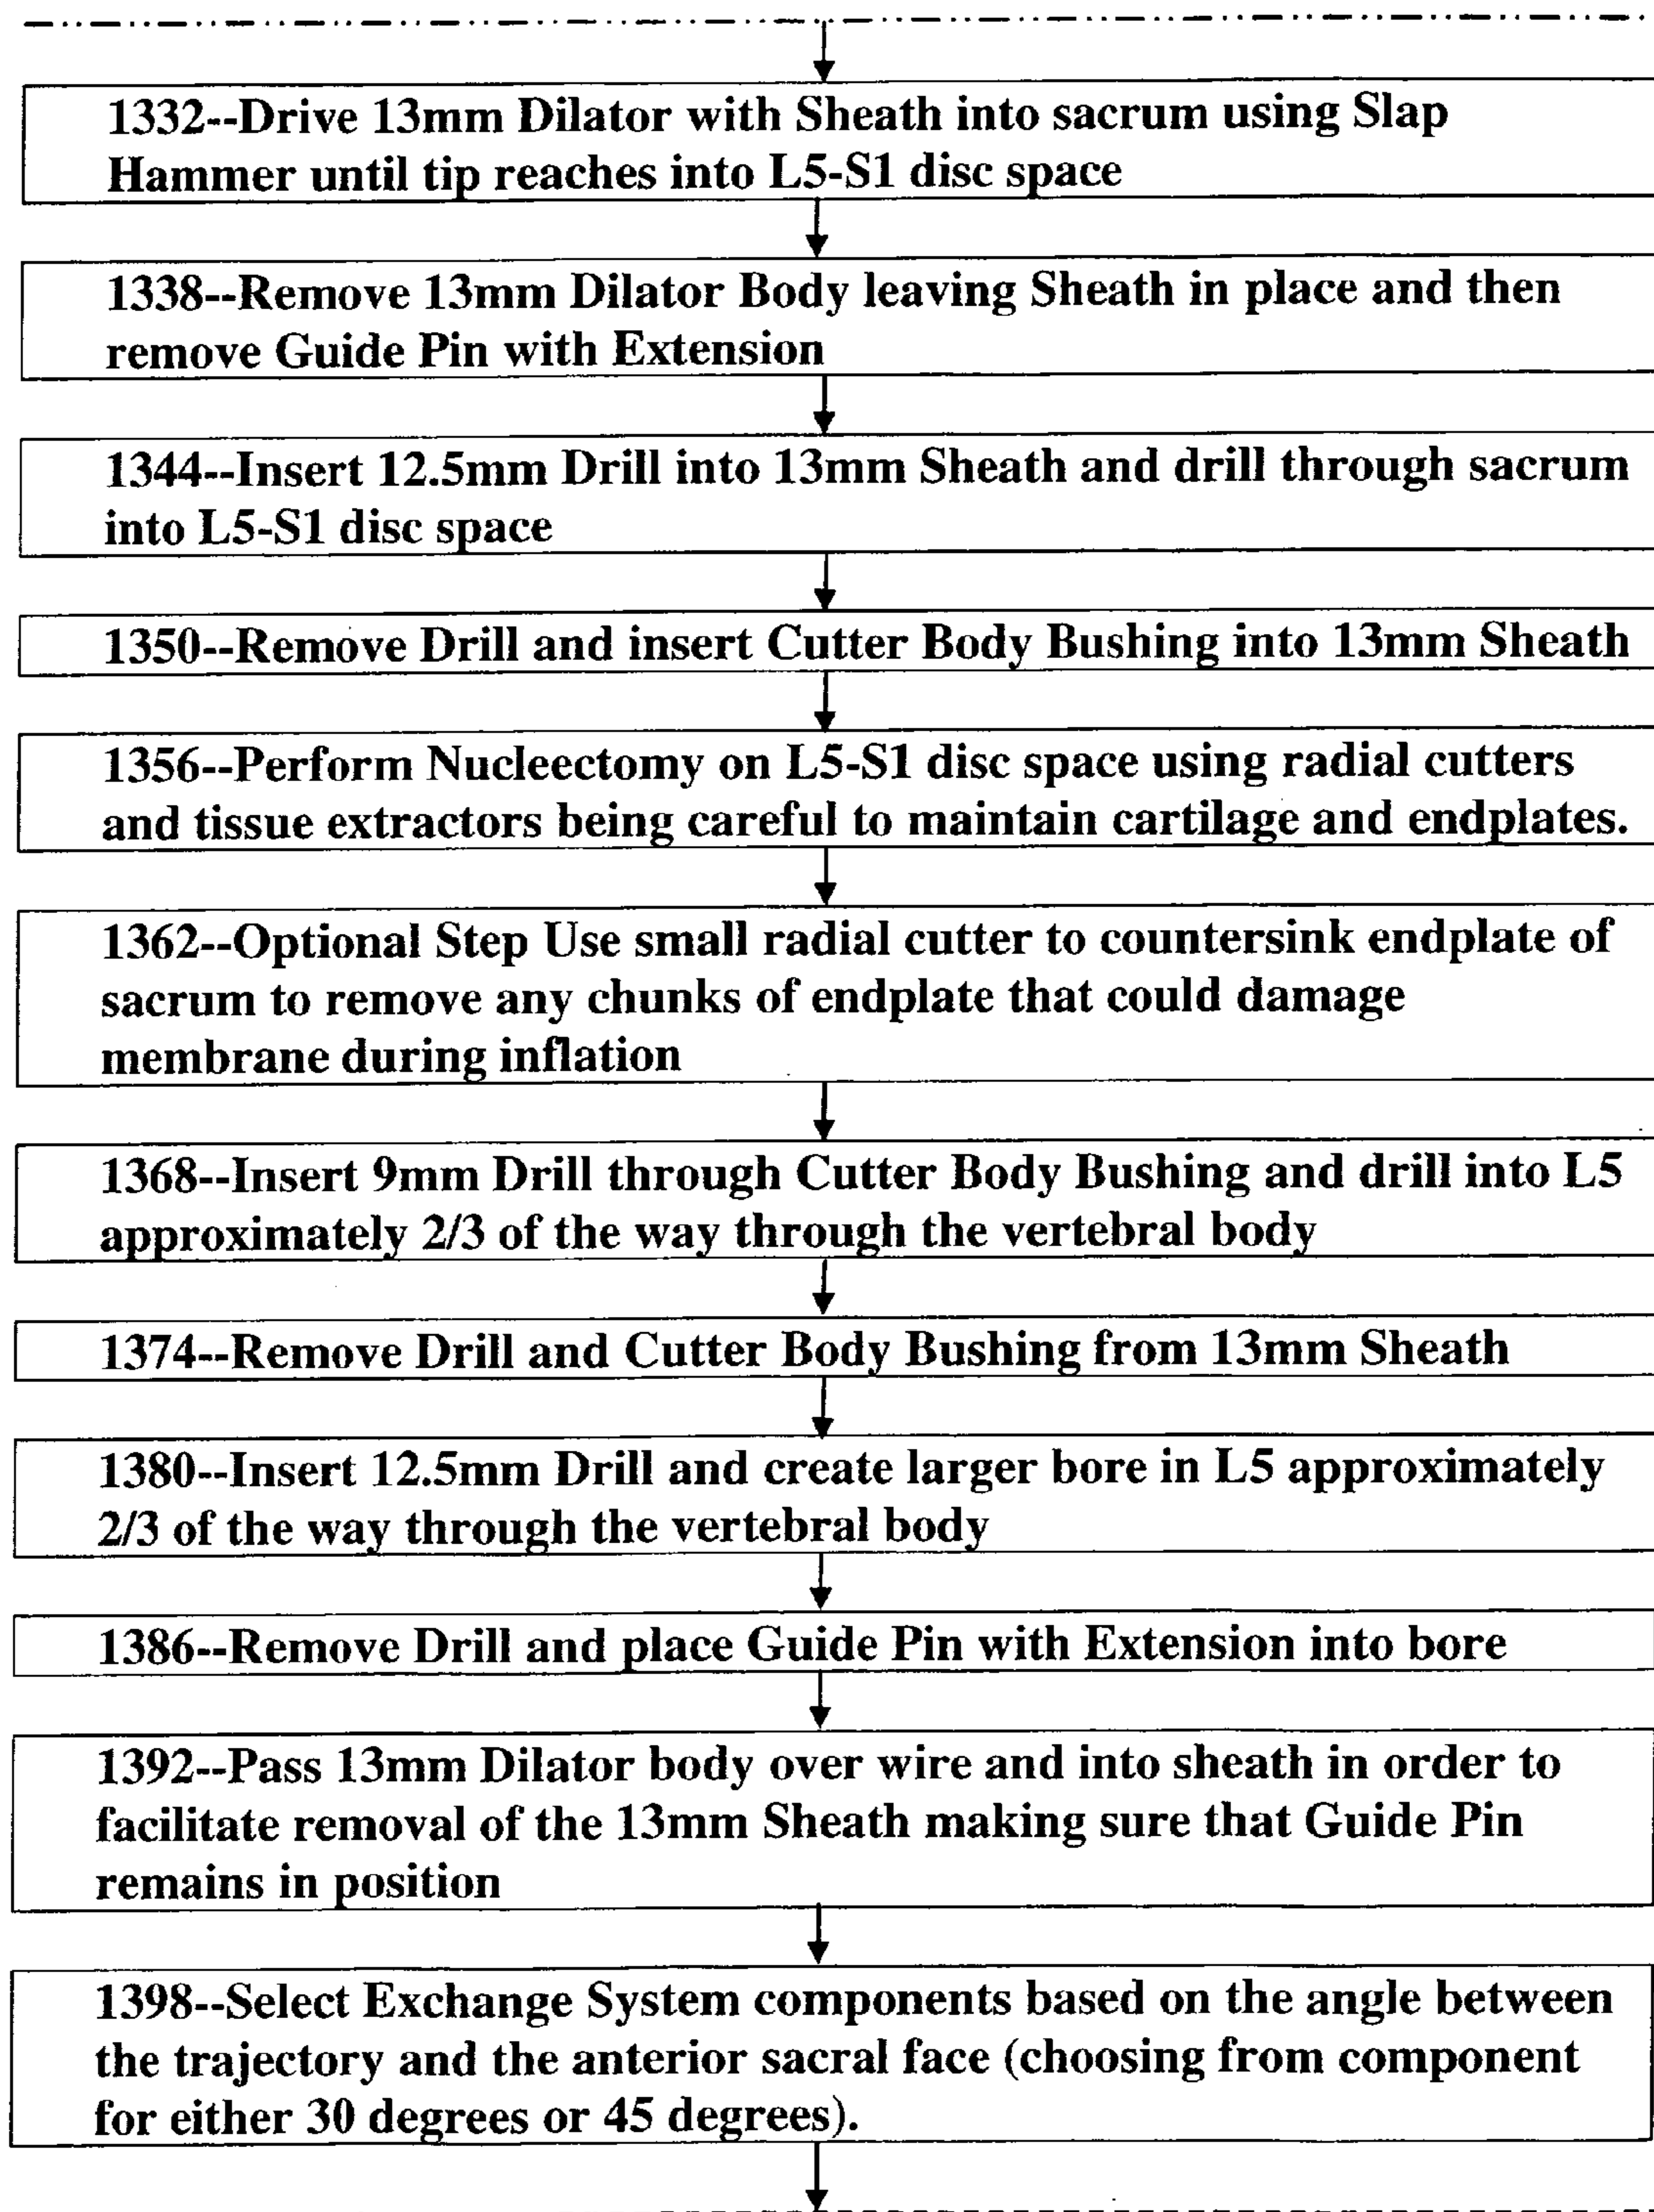 1332--Drive 13mm Dilator with Sheath into sacrum using Slap
Hammer until tip reaches into L5-S1 disc space
1338--Remove 13mm Dilator Body leaving Sheath in place and then
remove Guide Pin with Extension
1344--Insert 12.5mm Drill into 13mm Sheath and drill through sacrum
into L5-S1 disc space
1350--Remove Drill and insert Cutter Body Bushing into 13mm Sheath
1356--Perform Nucleectomy on L5-S1 disc space using radial cutters
and tissue extractors being careful to maintain cartilage and endplates.
1362--Optional Step Use small radial cutter to countersink endplate of
sacrum to remove any chunks of endplate that could damage
membrane during inflation
1368--Insert 9mm Drill through Cutter Body Bushing and drill into L5
approximately 2/3 of the way through the vertebral body
1374--Remove Drill and Cutter Body Bushing from 13mm Sheath
1380--Insert 12.5mm Drill and create larger bore in L5 approximately
2/3 of the way through the vertebral body
1386--Remove Drill and place Guide Pin with Extension into bore
1392--Pass 13mm Dilator body over wire and into sheath in order to
facilitate removal of the 13mm Sheath making sure that Guide Pin
remains in position
1398--Select Exchange System components based on the angle between
the trajectory and the anterior sacral face (choosing from component
for either 30 degrees or 45 degrees).